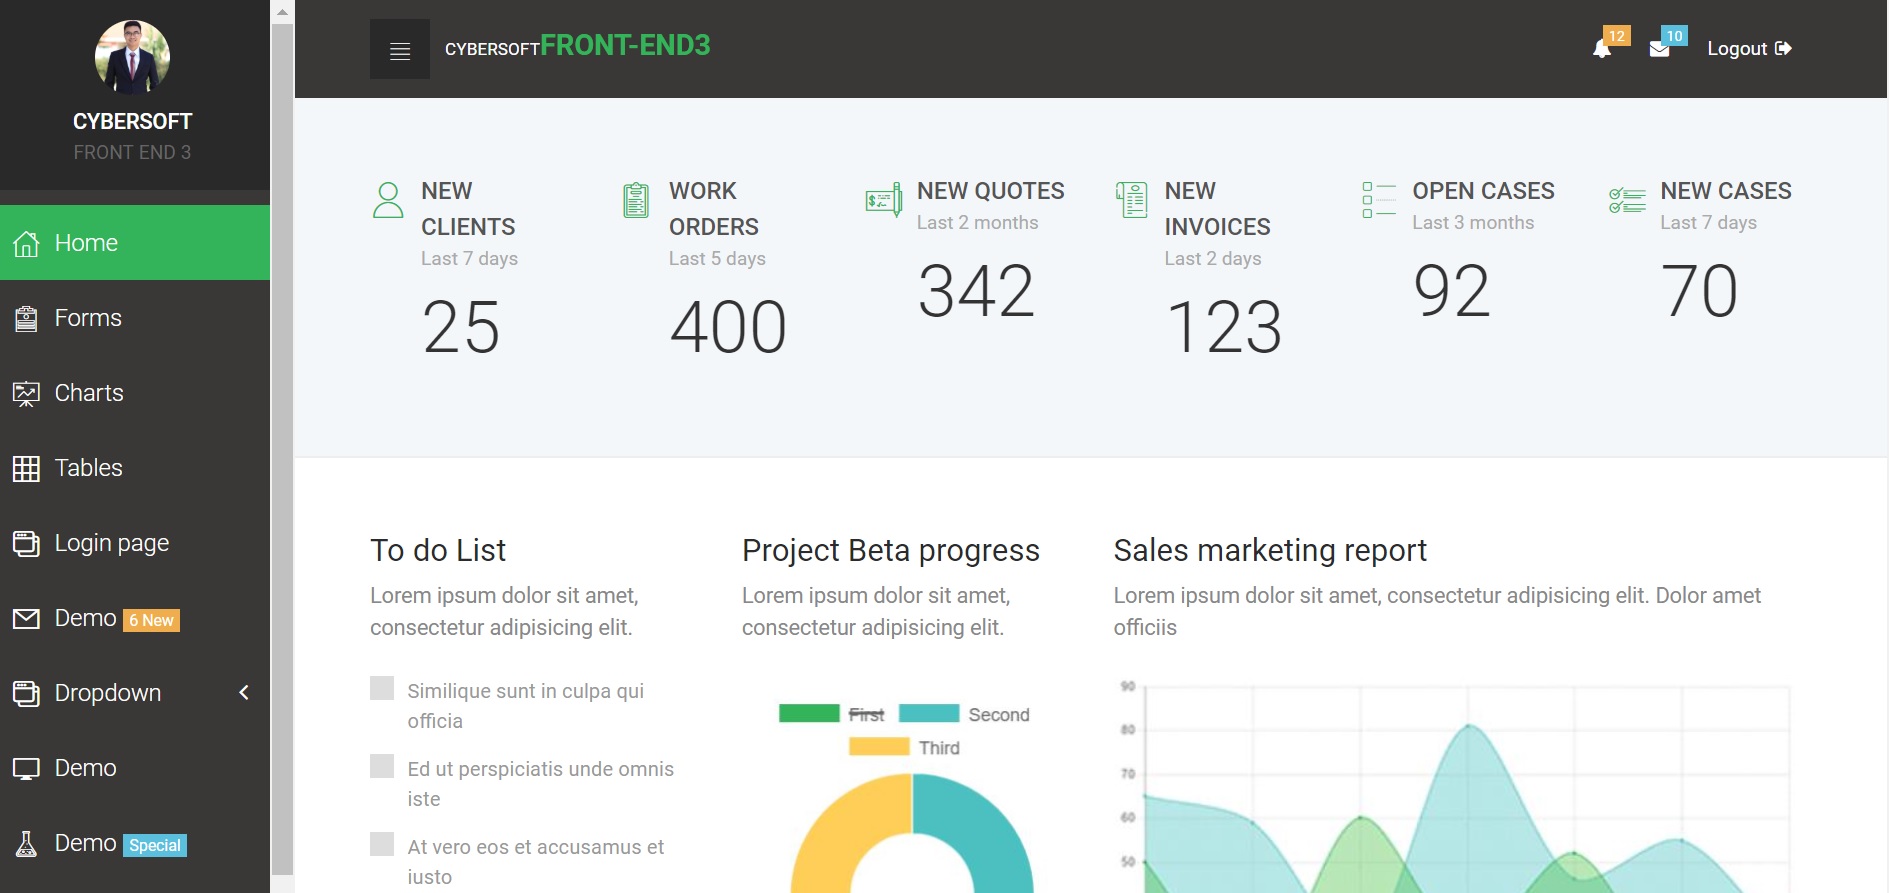 CYBERSOFT
FRONT END 3
Home
Forms
Charts
Tables
Login page
Demo 6 New
Dropdown
Demo
Demo Special
CYBERSOFTFRONT-END3
12
10
Logout
NEW
CLIENTS
Last 7 days
25
WORK
ORDERS
Last 5 days
400
NEW QUOTES
Last 2 months
342
NEW
INVOICES
Last 2 days
123
OPEN CASES
Last 3 months
92
NEW CASES
Last 7 days
70
To do List
Lorem ipsum dolor sit amet,
consectetur adipisicing elit.
Similique sunt in culpa qui
officia
Ed ut perspiciatis unde omnis
iste
At vero eos et accusamus et
iusto
Project Beta progress
Lorem ipsum dolor sit amet,
consectetur adipisicing elit.
First Second
Third
Sales marketing report
Lorem ipsum dolor sit amet, consectetur adipisicing elit. Dolor amet
officiis
90
80
70
60
50